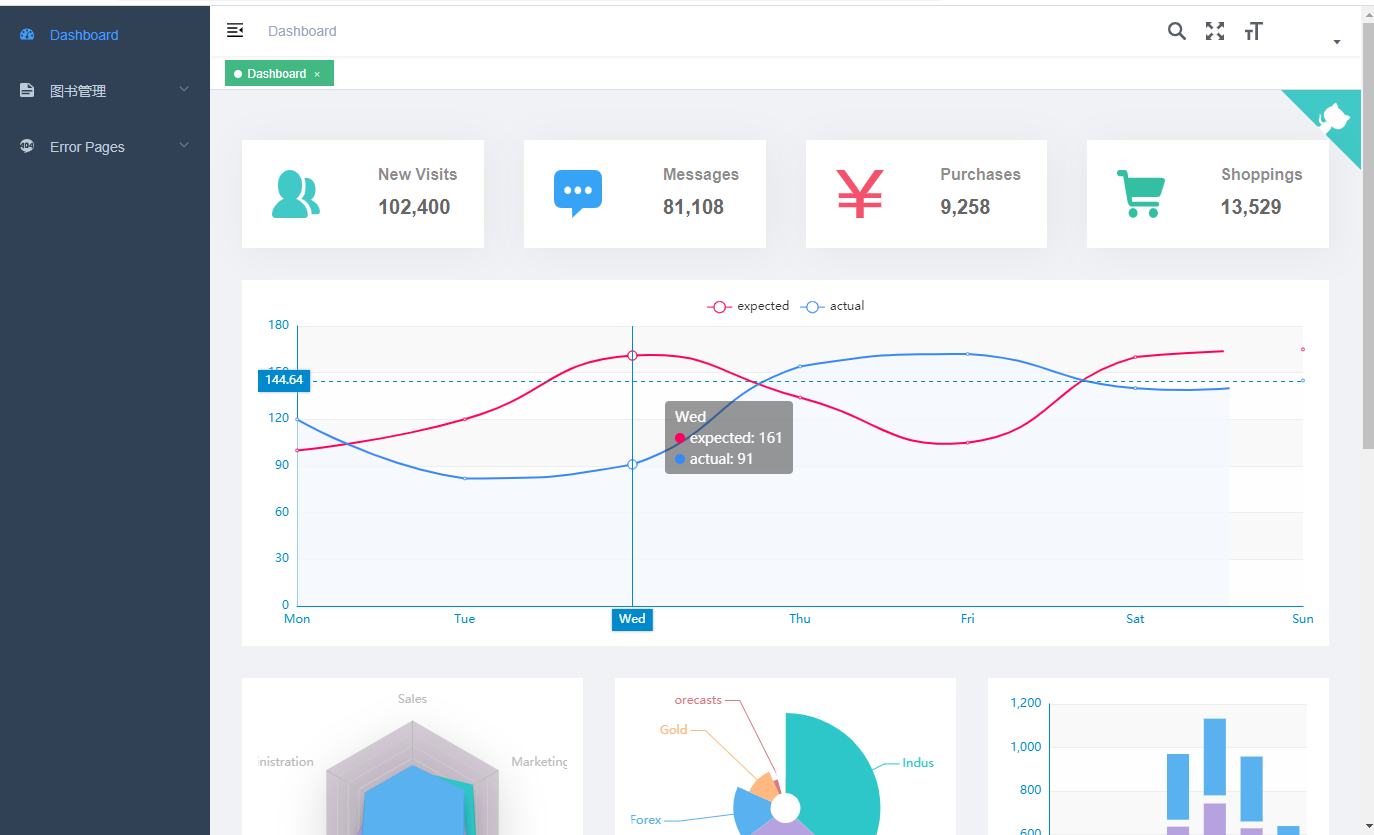 Dashboard
图书管理
Error Pages
Dashboard
Dashboard ×
New Visits
102,400
Messages
81,108
Purchases
9,258
Shoppings
13,529
expected
actual
180
144.64
120
90
60
30
0
Mon
Tue
Wed
Thu
Fri
Sat
Sun
Wed
expected: 161
actual: 91
Sales
nistration
Marketing
orecasts
Gold
Forex
Indus
1,200
1,000
800
600